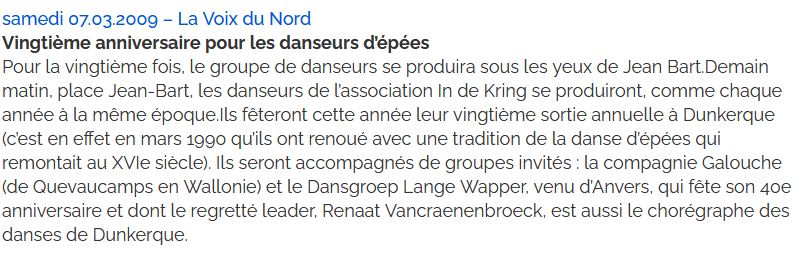 samedi 07.03.2009 – La Voix du Nord
Vingtième anniversaire pour les danseurs d'épées
Pour la vingtième fois, le groupe de danseurs se produira sous les yeux de Jean Bart.Demain
matin, place Jean-Bart, les danseurs de l'association In de Kring se produiront, comme chaque
année à la même époque.Ils fêteront cette année leur vingtième sortie annuelle à Dunkerque
(c'est en effet en mars 1990 qu'ils ont renoué avec une tradition de la danse d'épées qui
remontait au XVIe siècle). Ils seront accompagnés de groupes invités : la compagnie Galouche
(de Quevaucamps en Wallonie) et le Dansgroep Lange Wapper, venu d'Anvers, qui fête son 40e
anniversaire et dont le regretté leader, Renaat Vancraenenbroeck, est aussi le chorégraphe des
danses de Dunkerque.